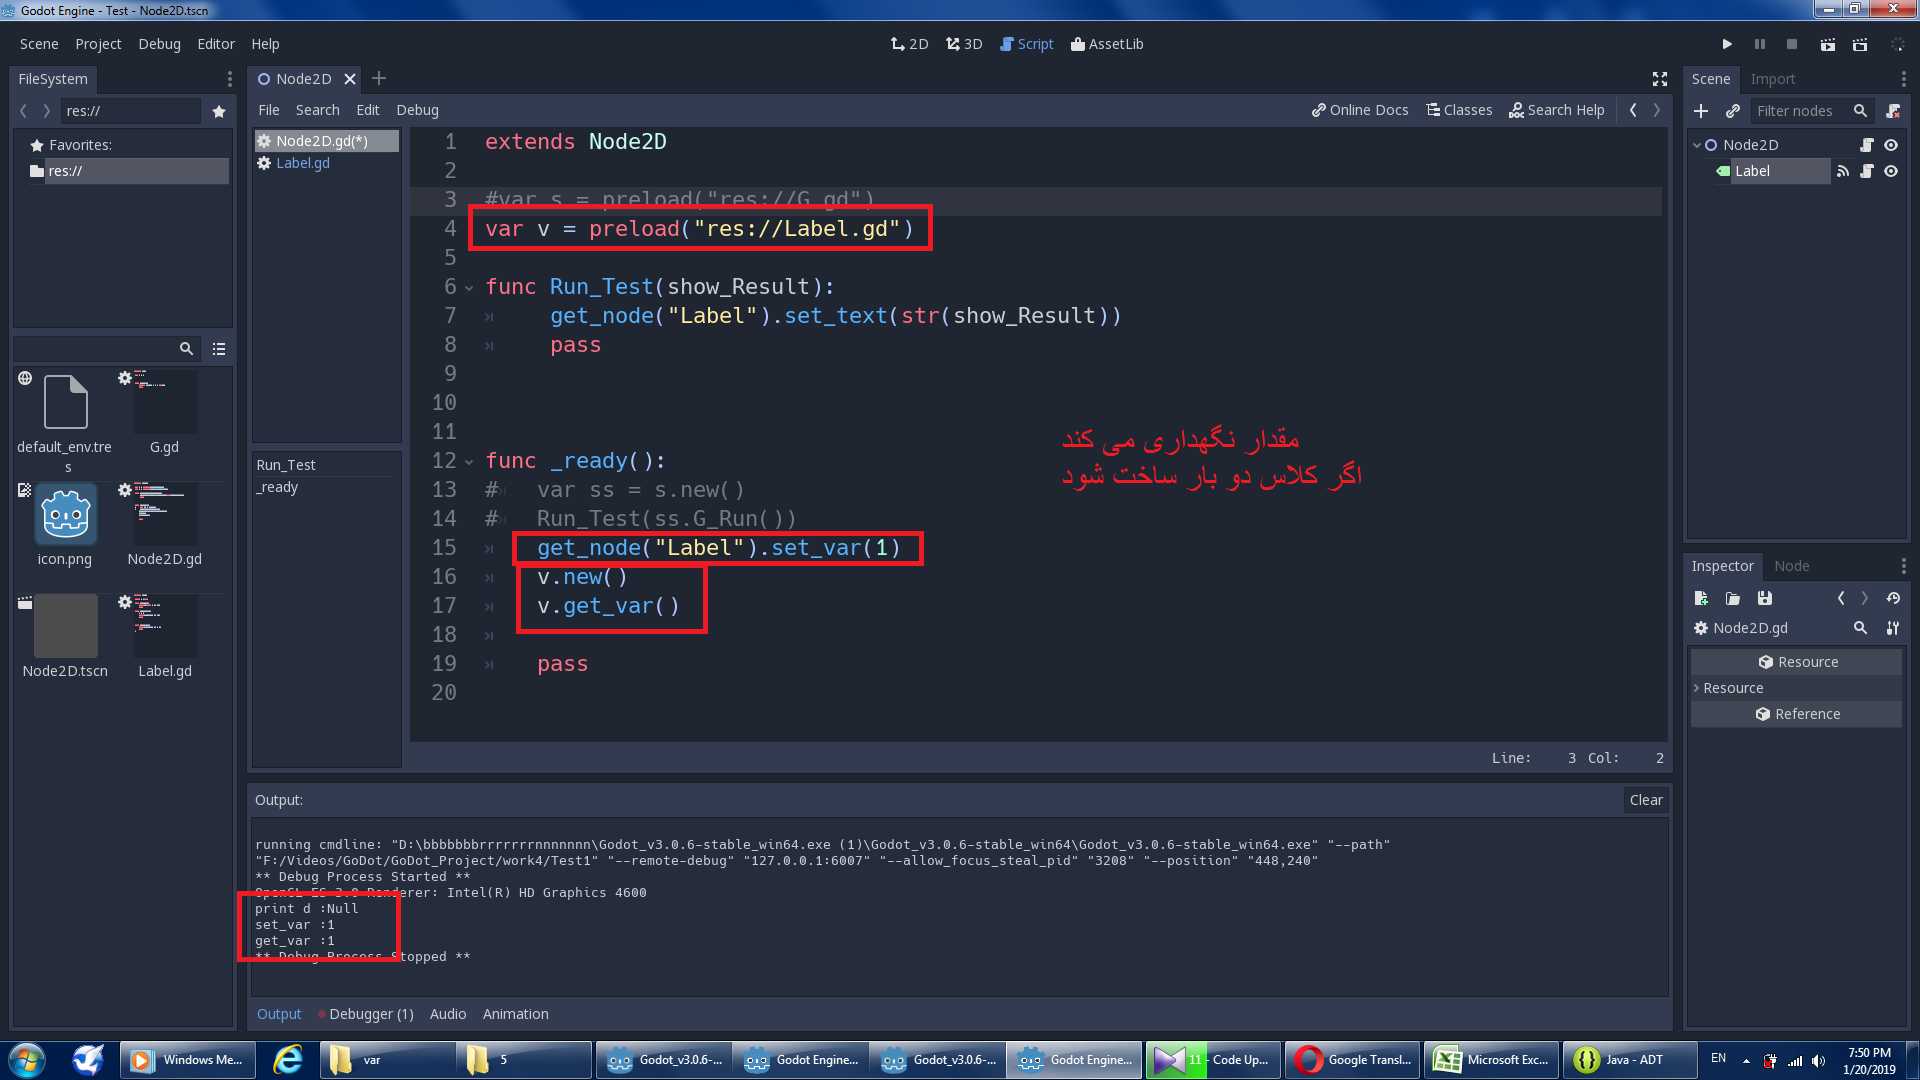 Godot Engine - Test - Node2D.tscn
Scene Project Debug Editor Help
2D 3D Script AssetLib
FileSystem
res://
Favorites:
res://
default_env.tres
G.gd
icon.png
Node2D.gd
Node2D.tscn
Label.gd
Node2D
File Search Edit Debug
Online Docs Classes Search Help
Node2D.gd(*)
Label.gd
Run_Test
_ready
1 extends Node2D
2
3 #var s = preload("res://G.gd")
4 var v = preload("res://Label.gd")
5
6 func Run_Test(show_Result):
7 get_node("Label").set_text(str(show_Result))
8 pass
9
10
11
12 func _ready():
13 # var ss = s.new()
14 # Run_Test(ss.G_Run())
15 get_node("Label").set_var(1)
16 v.new()
17 v.get_var()
18
19 pass
20
مقدار نگهداری می کند
اگر کلاس دو بار ساخت شود
Line: 3 Col: 2
Output:
Clear
running cmdline: "D:\bbbbbbbrrrrrrrnnnnnnn\Godot_v3.0.6-stable_win64.exe (1)\Godot_v3.0.6-stable_win64\Godot_v3.0.6-stable_win64.exe" "--path"
"F:/Videos/GoDot/GoDot_Project/work4/Test1" "--remote-debug" "127.0.0.1:6007" "--allow_focus_steal_pid" "3208" "--position" "448,240"
** Debug Process Started **
OpenGL ES 3.0 Renderer: Intel(R) HD Graphics 4600
print d :Null
set_var :1
get_var :1
** Debug Process Stopped **
Output Debugger (1) Audio Animation
Scene Import
Filter nodes
Node2D
Label
Inspector Node
Node2D.gd
Resource
Resource
Reference
Windows Me...
var
5
Godot_v3.0.6-...
Godot Engine...
Godot_v3.0.6-...
Godot Engine...
11 - Code Up...
Google Transl...
Microsoft Exc...
Java - ADT
EN
7:50 PM
1/20/2019